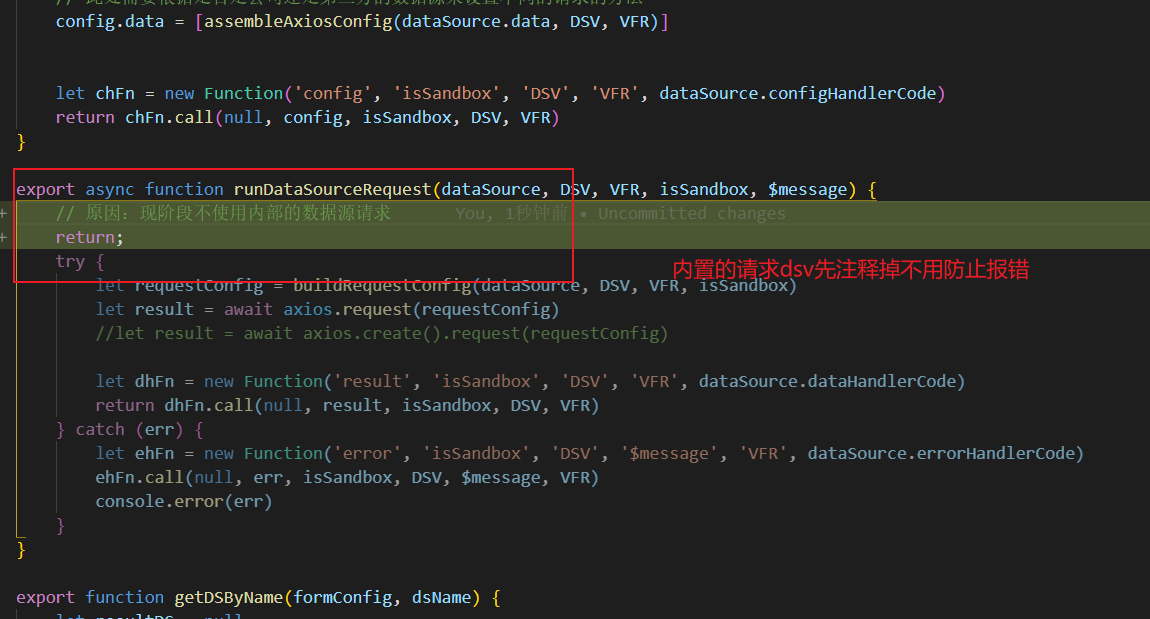 config.data = [assembleAxiosConfig(dataSource.data, DSV, VFR)]
let chFn = new Function('config', 'isSandbox', 'DSV', 'VFR', dataSource.configHandlerCode)
return chFn.call(null, config, isSandbox, DSV, VFR)
}
export async function runDataSourceRequest(dataSource, DSV, VFR, isSandbox, $message) {
// 原因：现阶段不使用内部的数据源请求 You, 1秒钟前 • Uncommitted changes
return;
try {
内置的请求dsv先注释掉不用防止报错
let requestConfig = buildRequestConfig(dataSource, DSV, VFR, isSandbox)
let result = await axios.request(requestConfig)
//let result = await axios.create().request(requestConfig)
let dhFn = new Function('result', 'isSandbox', 'DSV', 'VFR', dataSource.dataHandlerCode)
return dhFn.call(null, result, isSandbox, DSV, VFR)
} catch (err) {
let ehFn = new Function('error', 'isSandbox', 'DSV', '$message', 'VFR', dataSource.errorHandlerCode)
ehFn.call(null, err, isSandbox, DSV, $message, VFR)
console.error(err)
}
}
export function getDSByName(formConfig, dsName) {